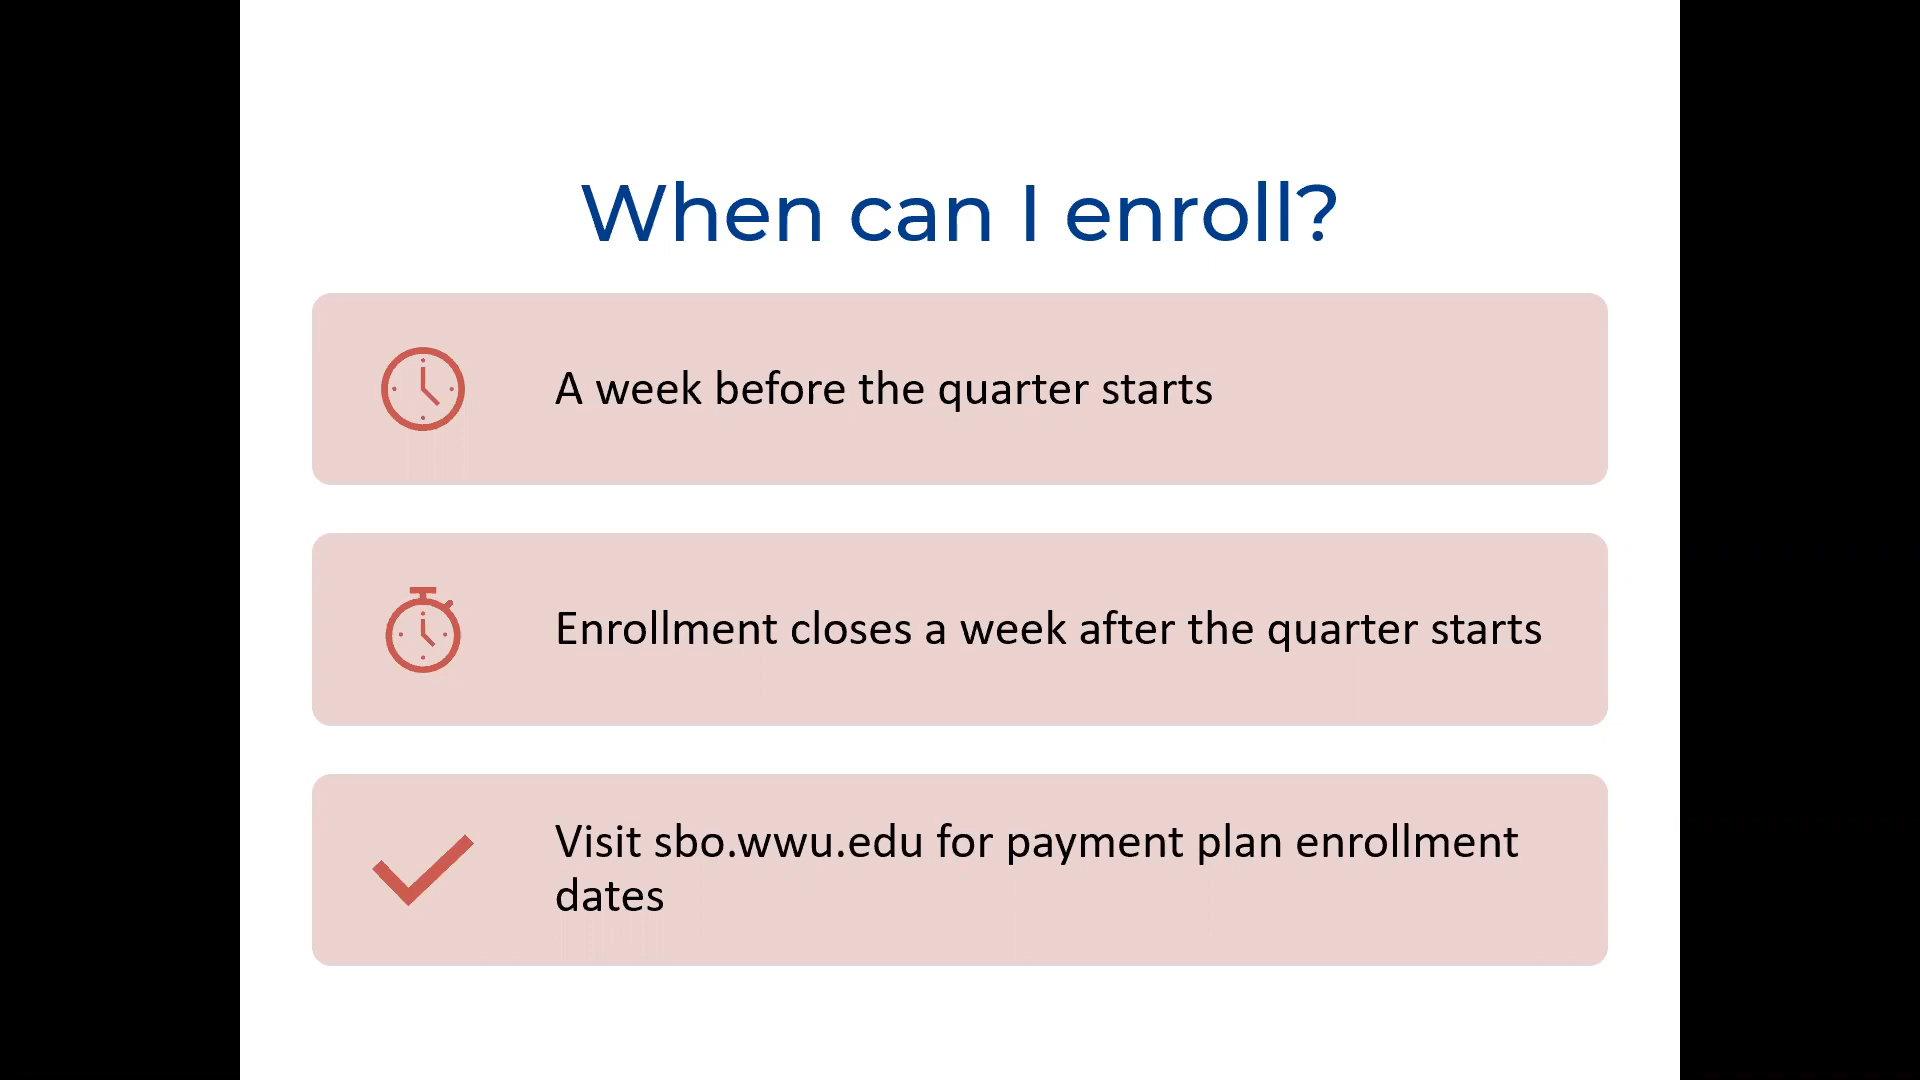 When can I enroll?
A week before the quarter starts
Enrollment closes a week after the quarter starts
Visit sbo.wwu.edu for payment plan enrollment
dates